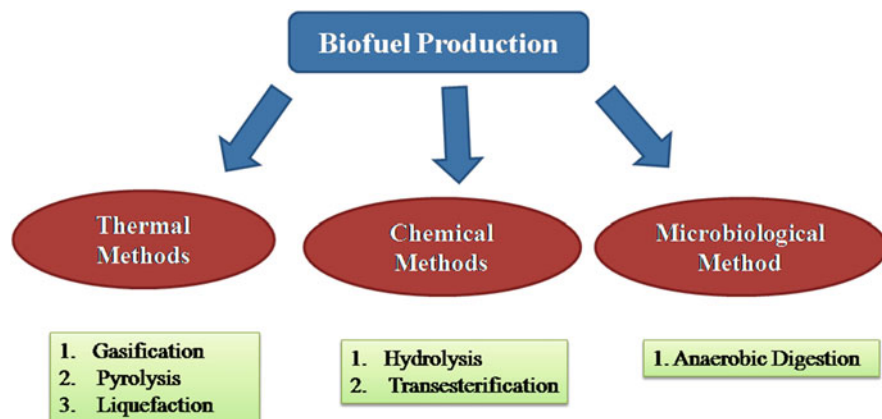 Biofuel Production
Thermal
Methods
Chemical
Methods
Microbiological
Method
1. Gasification
2. Pyrolysis
3. Liquefaction
1. Hydrolysis
2. Transesterification
1. Anaerobic Digestion